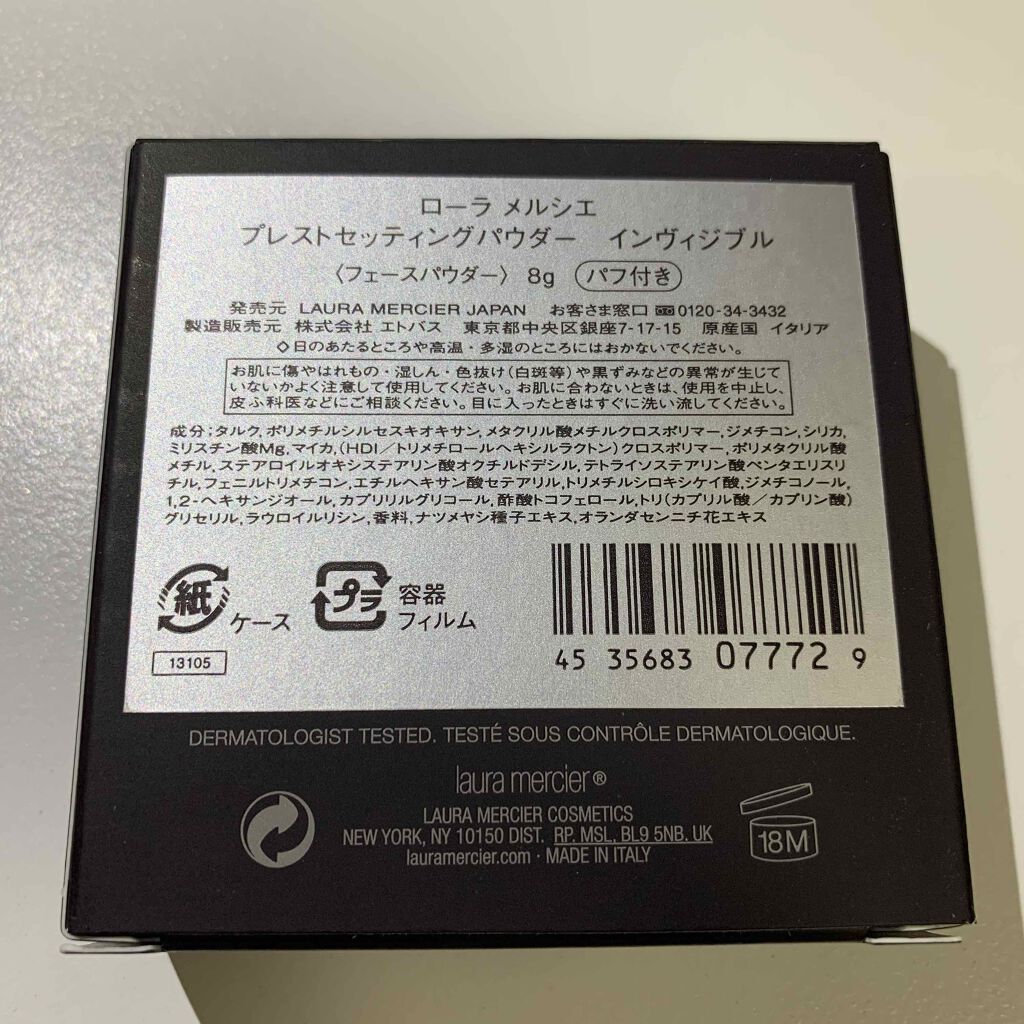 ローラ メルシエ
プレストセッティングパウダー　インヴィジブル
〈フェースパウダー〉 8g パフ付き
発売元 LAURA MERCIER JAPAN お客さま窓口 0120-34-3432
製造販売元 株式会社 エトバス 東京都中央区銀座7-17-15 原産国 イタリア
◇日のあたるところや高温・多湿のところにはおかないでください。
お肌に傷やはれもの・湿しん・色抜け(白斑等)や黒ずみなどの異常が生じて
いないかよく注意して使用してください。お肌に合わないときは、使用を中止し、
皮ふ科医などにご相談ください。目に入ったときはすぐに洗い流してください。
成分：タルク,ポリメチルシルセスキオキサン,メタクリル酸メチルクロスポリマー,ジメチコン,シリカ,
ミリスチン酸Mg,マイカ,(HDI／トリメチロールヘキシルラクトン)クロスポリマー,ポリメタクリル酸
メチル,ステアロイルオキシステアリン酸オクチルドデシル,テトライソステアリン酸ペンタエリスリ
チル,フェニルトリメチコン,エチルヘキサン酸セテアリル,トリメチルシロキシケイ酸,ジメチコノール,
1,2-ヘキサンジオール,カプリリルグリコール,酢酸トコフェロール,トリ(カプリル酸／カプリン酸)
グリセリル,ラウロイルリシン,香料,ナツメヤシ種子エキス,オランダセンニチ花エキス
紙 ケース プラ 容器
フィルム
13105
45 35683 07772 9
DERMATOLOGIST TESTED. TESTÉ SOUS CONTRÔLE DERMATOLOGIQUE.
laura mercier®
LAURA MERCIER COSMETICS
NEW YORK, NY 10150 DIST. RP. MSL, BL9 5NB. UK
lauramercier.com · MADE IN ITALY
18M